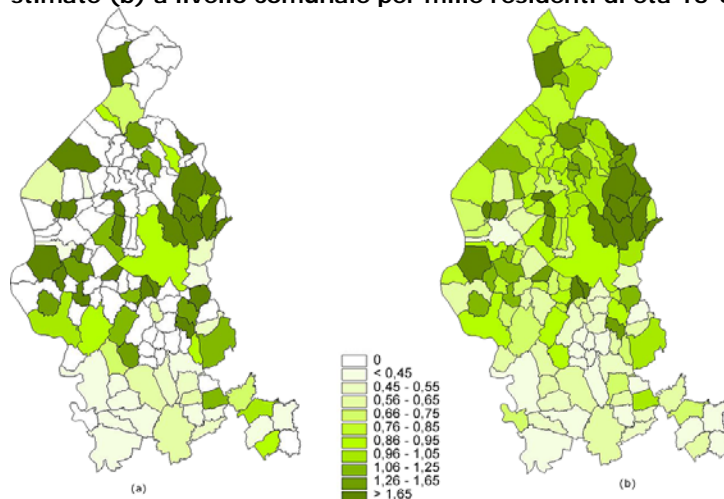 stimato (b) a livello comunale per mille residenti di età
0
< 0,45
0,45 - 0,55
0,56 - 0,65
0,66 - 0,75
0,76 - 0,85
0,86 - 0,95
0,96 - 1,05
1,06 - 1,25
1,26 - 1,65
> 1,65
(a)
(b)